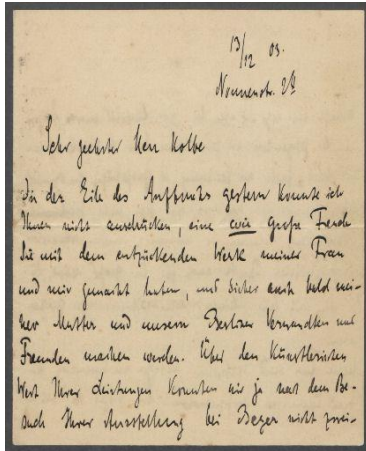 13/12 03.
Nonnenstr. 28
Sehr geehrter Herr Kolbe
In der Eile des Aufbruchs gestern konnte ich
Ihnen nicht ausdrücken, eine wie große Freude
Sie mit dem entzückenden Werk meiner Frau
und mir gemacht haben, und sicher auch bald mei-
ner Mutter und unsern Berliner Verwandten und
Freunden machen werden. Über den künstlerischen
Wert Ihrer Leistungen konnten wir ja nach dem Be-
such Ihrer Ausstellung bei Beyer nicht zwei-